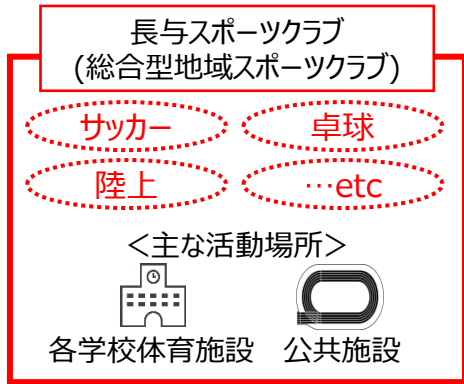 長与スポーツクラブ
(総合型地域スポーツクラブ)
サッカー 卓球
陸上 …etc
＜主な活動場所＞
各学校体育施設 公共施設